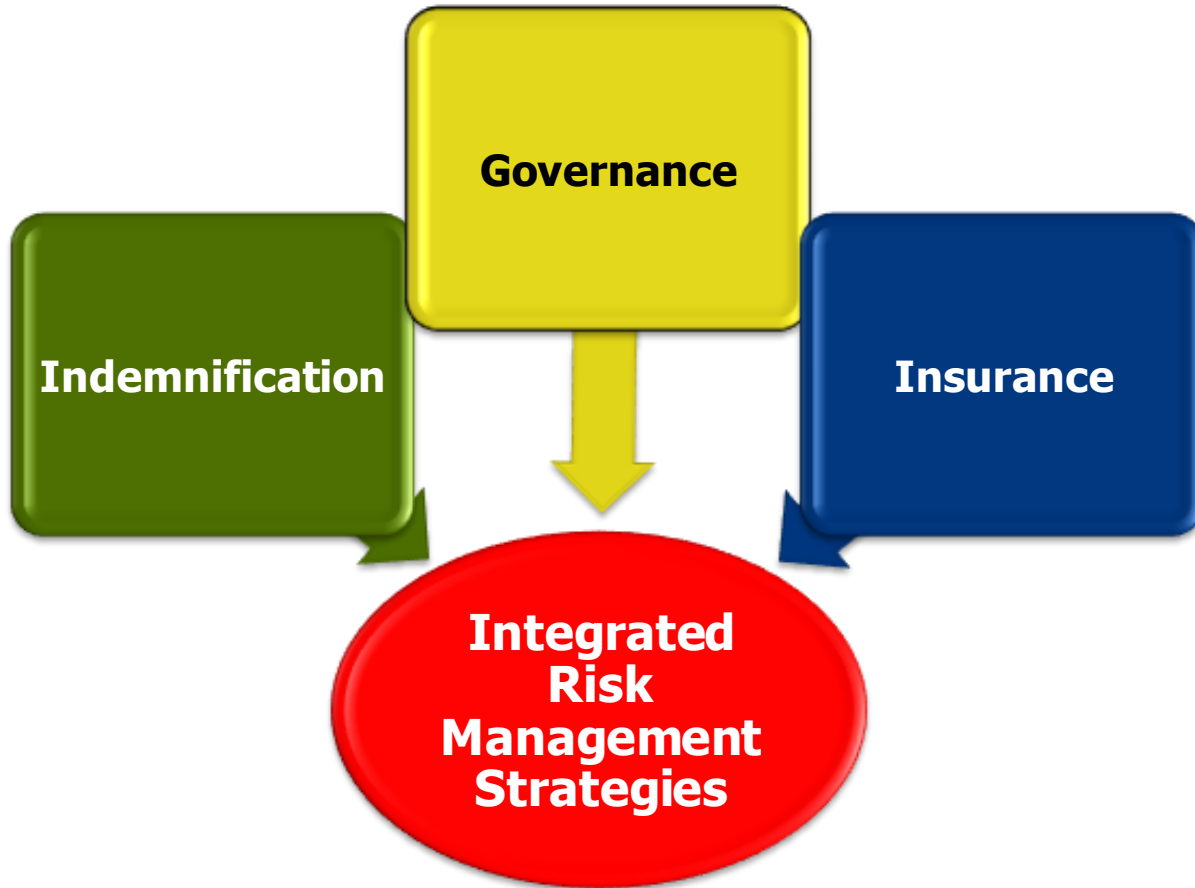 Governance
Indemnification
Insurance
Integrated
Risk
Management
Strategies